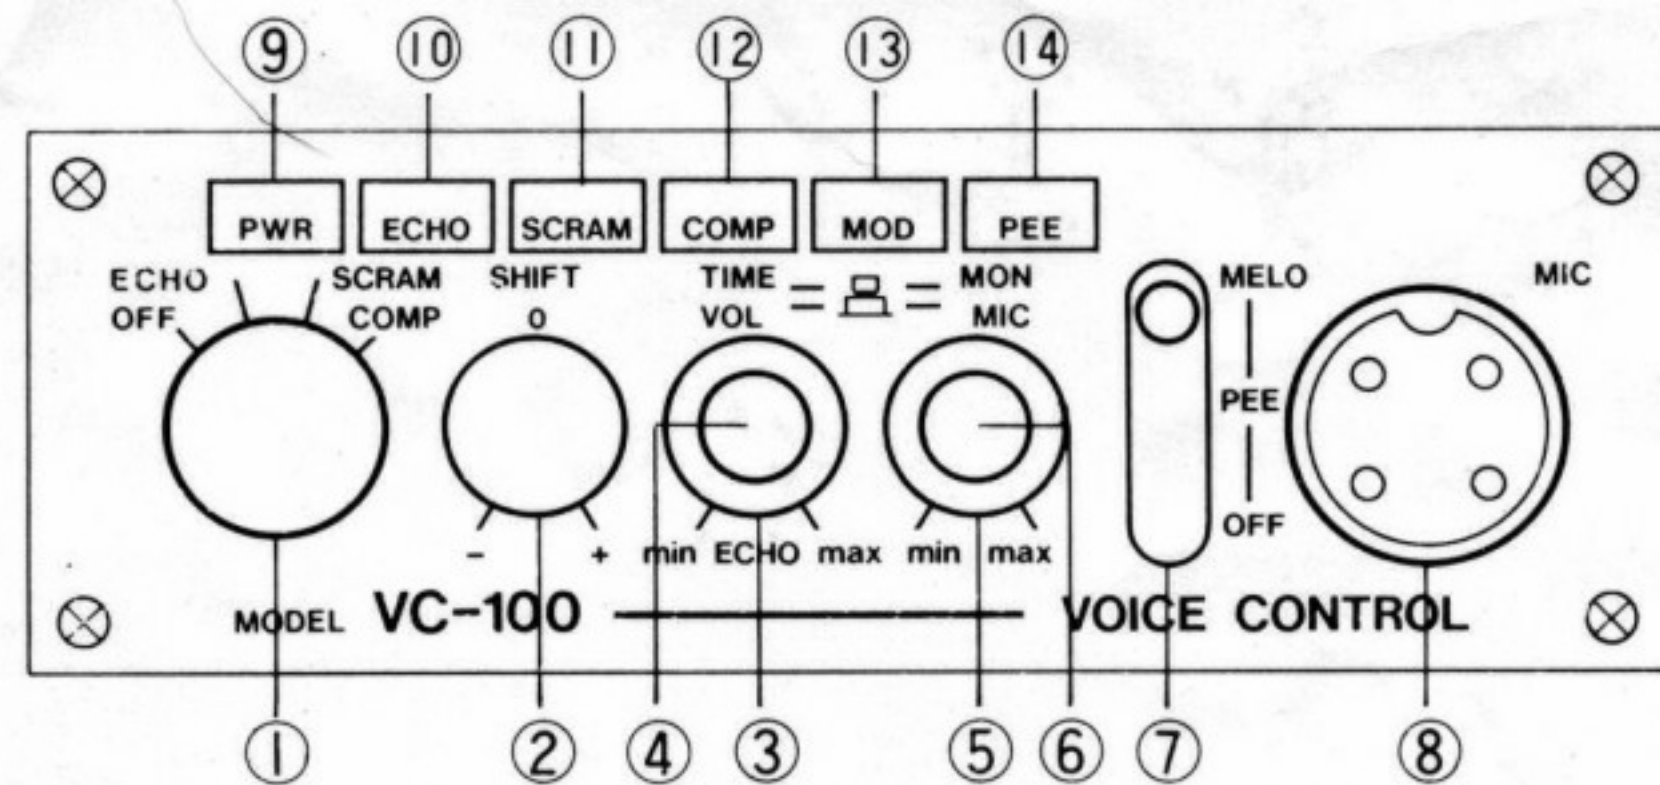 ⑨ ⑩ ⑪ ⑫ ⑬ ⑭
PWR ECHO SCRAM COMP MOD PEE
ECHO SCRAM SHIFT TIME MON MELO MIC
OFF COMP 0 VOL MIC
PEE
OFF
- + min ECHO max min max
MODEL VC-100 VOICE CONTROL
① ② ④ ③ ⑤ ⑥ ⑦ ⑧